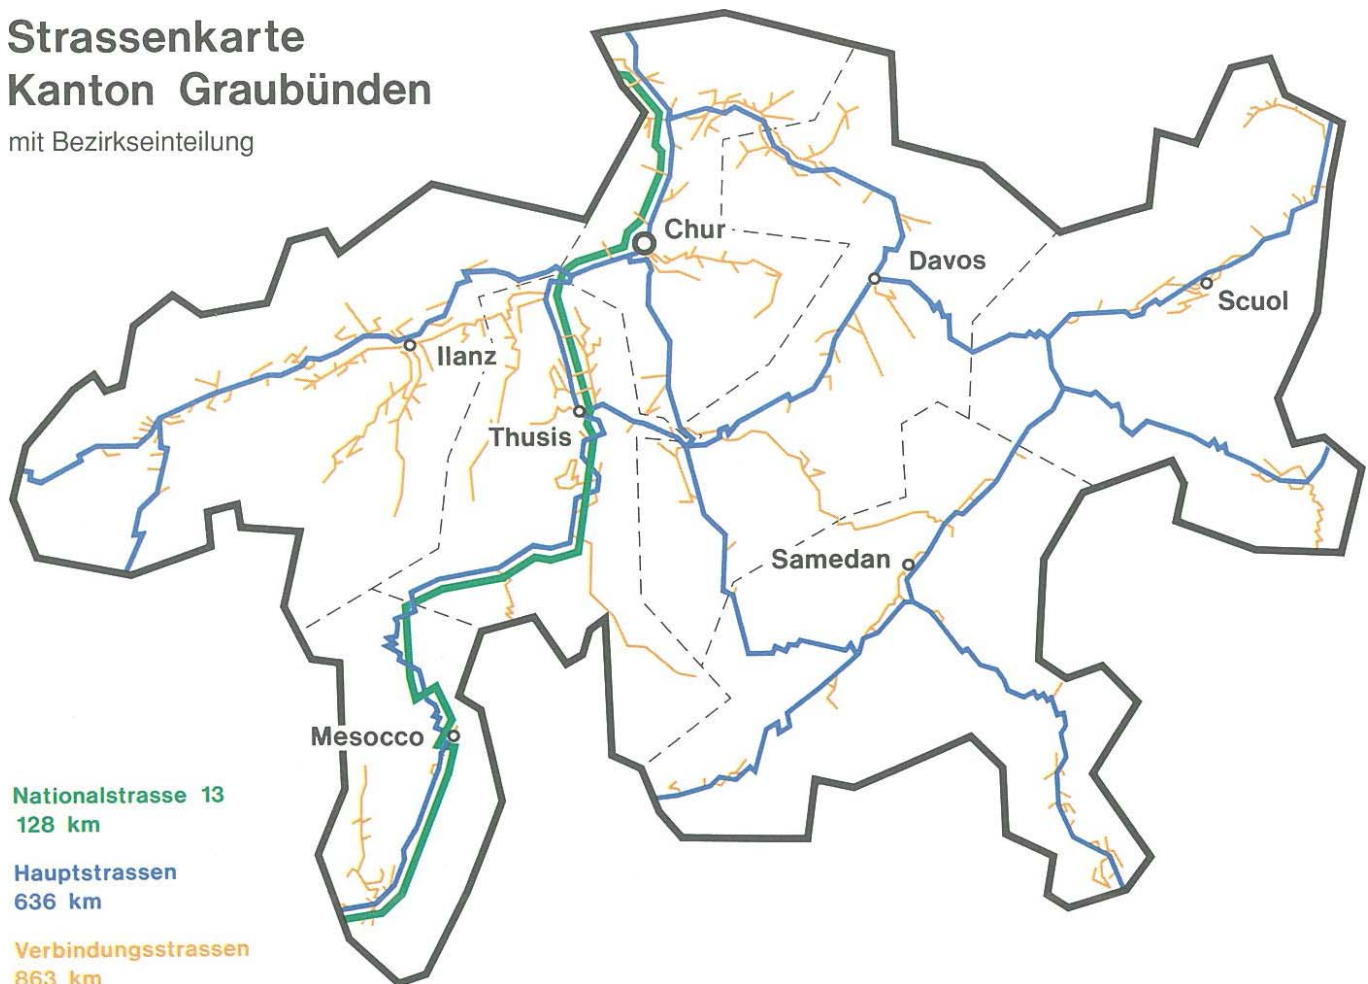 Strassenkarte
Kanton Graubünden
mit Bezirkseinteilung
Chur
Davos
Scuol
Ilanz
Thusis
Samedan
Mesocco
Nationalstrasse 13
128 km
Hauptstrassen
636 km
Verbindungsstrassen
863 km